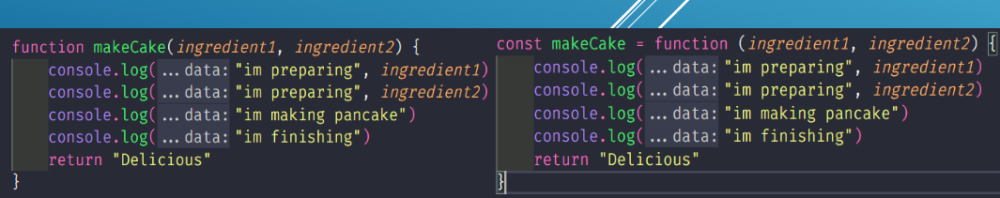 function makeCake(ingredient1, ingredient2) {
console.log( ...data: "im preparing", ingredient1)
console.log( ...data: "im preparing", ingredient2)
console.log( ...data: "im making pancake")
console.log( ...data: "im finishing")
return "Delicious"
}
const makeCake = function (ingredient1, ingredient2) {
console.log( ...data: "im preparing", ingredient1)
console.log( ...data: "im preparing", ingredient2)
console.log( ...data: "im making pancake")
console.log( ...data: "im finishing")
return "Delicious"
}